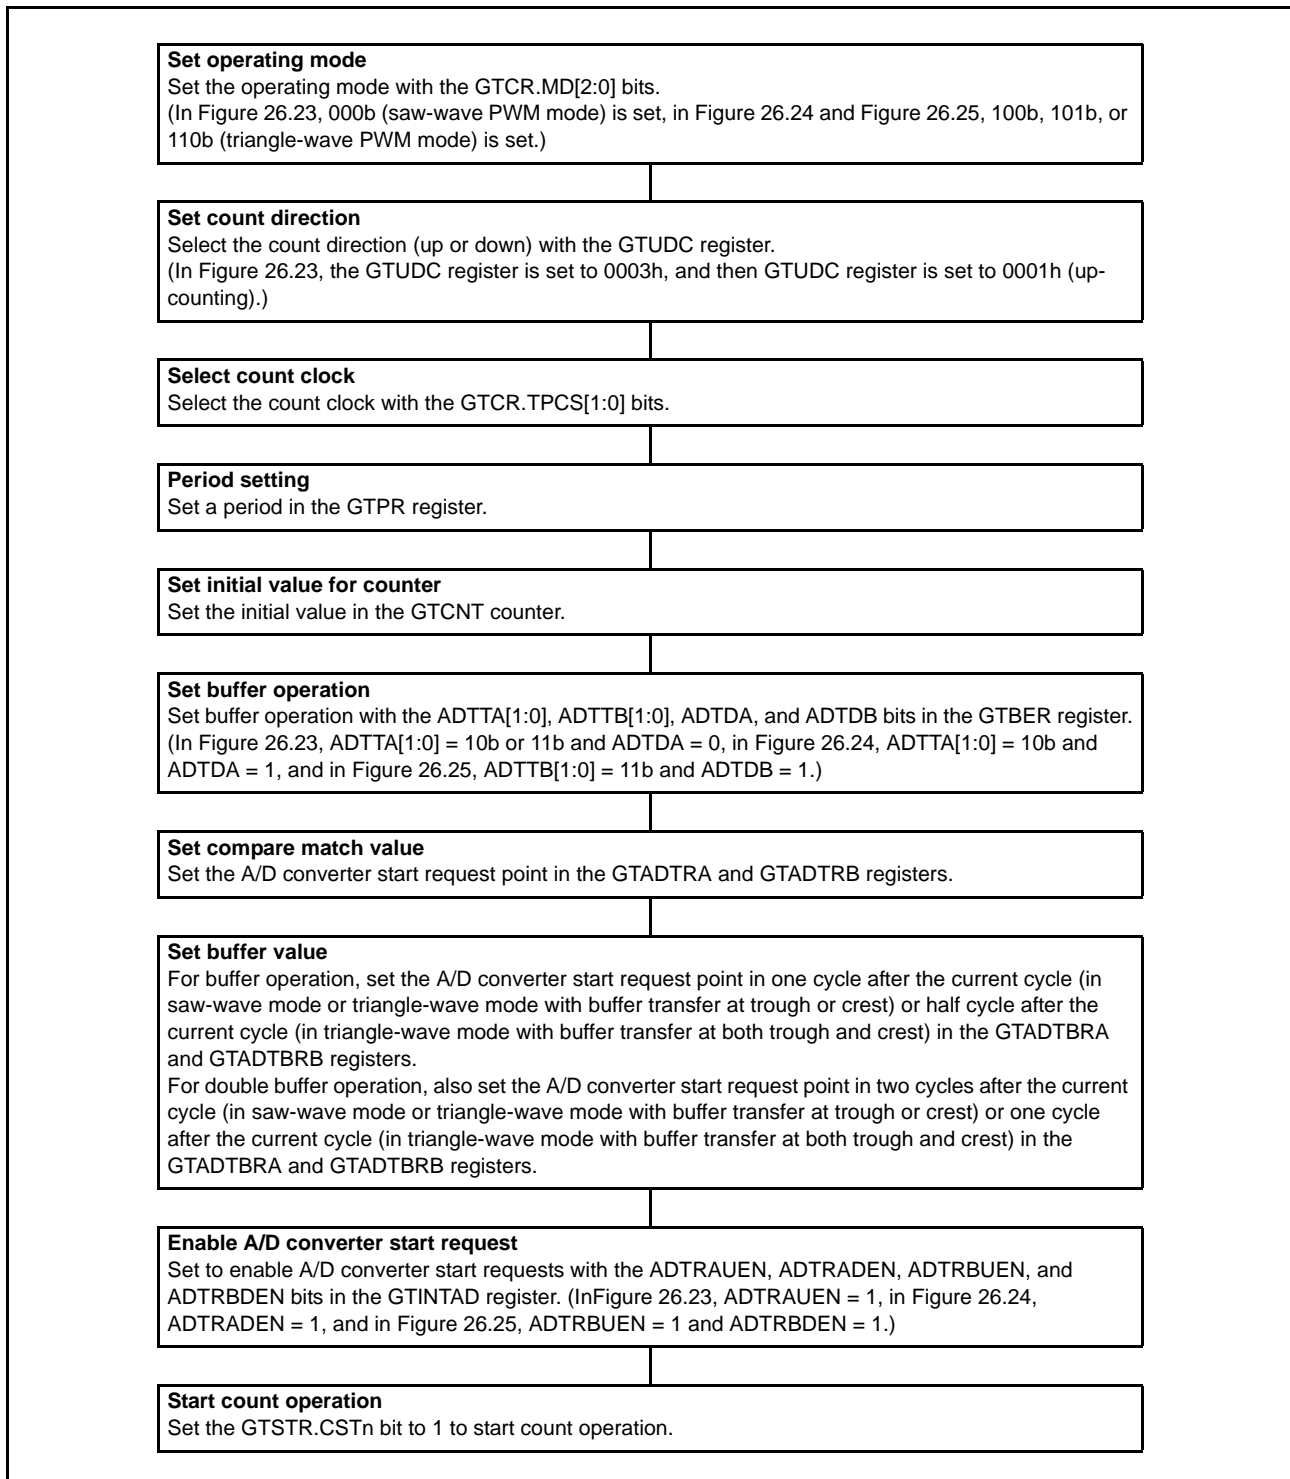 Set operating mode
Set the operating mode with the GTCR.MD[2:0] bits.
(In Figure 26.23, 000b (saw-wave PWM mode) is set, in Figure 26.24 and Figure 26.25, 100b, 101b, or
110b (triangle-wave PWM mode) is set.)
Set count direction
Select the count direction (up or down) with the GTUDC register.
(In Figure 26.23, the GTUDC register is set to 0003h, and then GTUDC register is set to 0001h (up-
counting).)
Select count clock
Select the count clock with the GTCR.TPCS[1:0] bits.
Period setting
Set a period in the GTPR register.
Set initial value for counter
Set the initial value in the GTCNT counter.
Set buffer operation
Set buffer operation with the ADTTA[1:0], ADTTB[1:0], ADTDA, and ADTDB bits in the GTBER register.
(In Figure 26.23, ADTTA[1:0] = 10b or 11b and ADTDA = 0, in Figure 26.24, ADTTA[1:0] = 10b and
ADTDA = 1, and in Figure 26.25, ADTTB[1:0] = 11b and ADTDB = 1.)
Set compare match value
Set the A/D converter start request point in the GTADTRA and GTADTRB registers.
Set buffer value
For buffer operation, set the A/D converter start request point in one cycle after the current cycle (in
saw-wave mode or triangle-wave mode with buffer transfer at trough or crest) or half cycle after the
current cycle (in triangle-wave mode with buffer transfer at both trough and crest) in the GTADTBRA
and GTADTBRB registers.
For double buffer operation, also set the A/D converter start request point in two cycles after the current
cycle (in saw-wave mode or triangle-wave mode with buffer transfer at trough or crest) or one cycle
after the current cycle (in triangle-wave mode with buffer transfer at both trough and crest) in the
GTADTBRA and GTADTBRB registers.
Enable A/D converter start request
Set to enable A/D converter start requests with the ADTRAUEN, ADTRADEN, ADTRBUEN, and
ADTRBDEN bits in the GTINTAD register. (InFigure 26.23, ADTRAUEN = 1, in Figure 26.24,
ADTRADEN = 1, and in Figure 26.25, ADTRBUEN = 1 and ADTRBDEN = 1.)
Start count operation
Set the GTSTR.CSTn bit to 1 to start count operation.